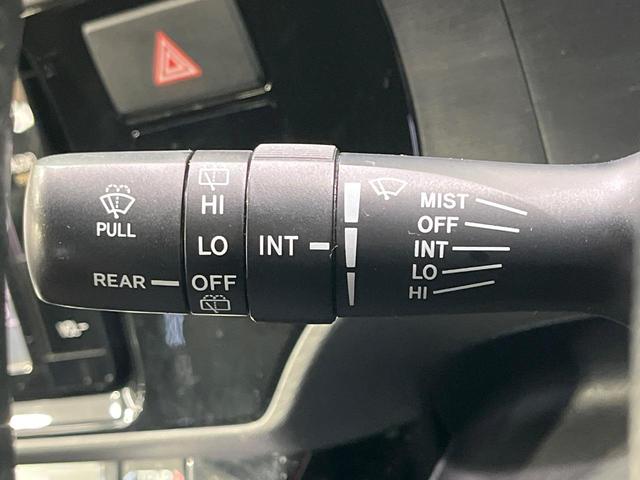 PULL
REAR
HI
LO
OFF
INT
MIST
OFF
INT
LO
HI